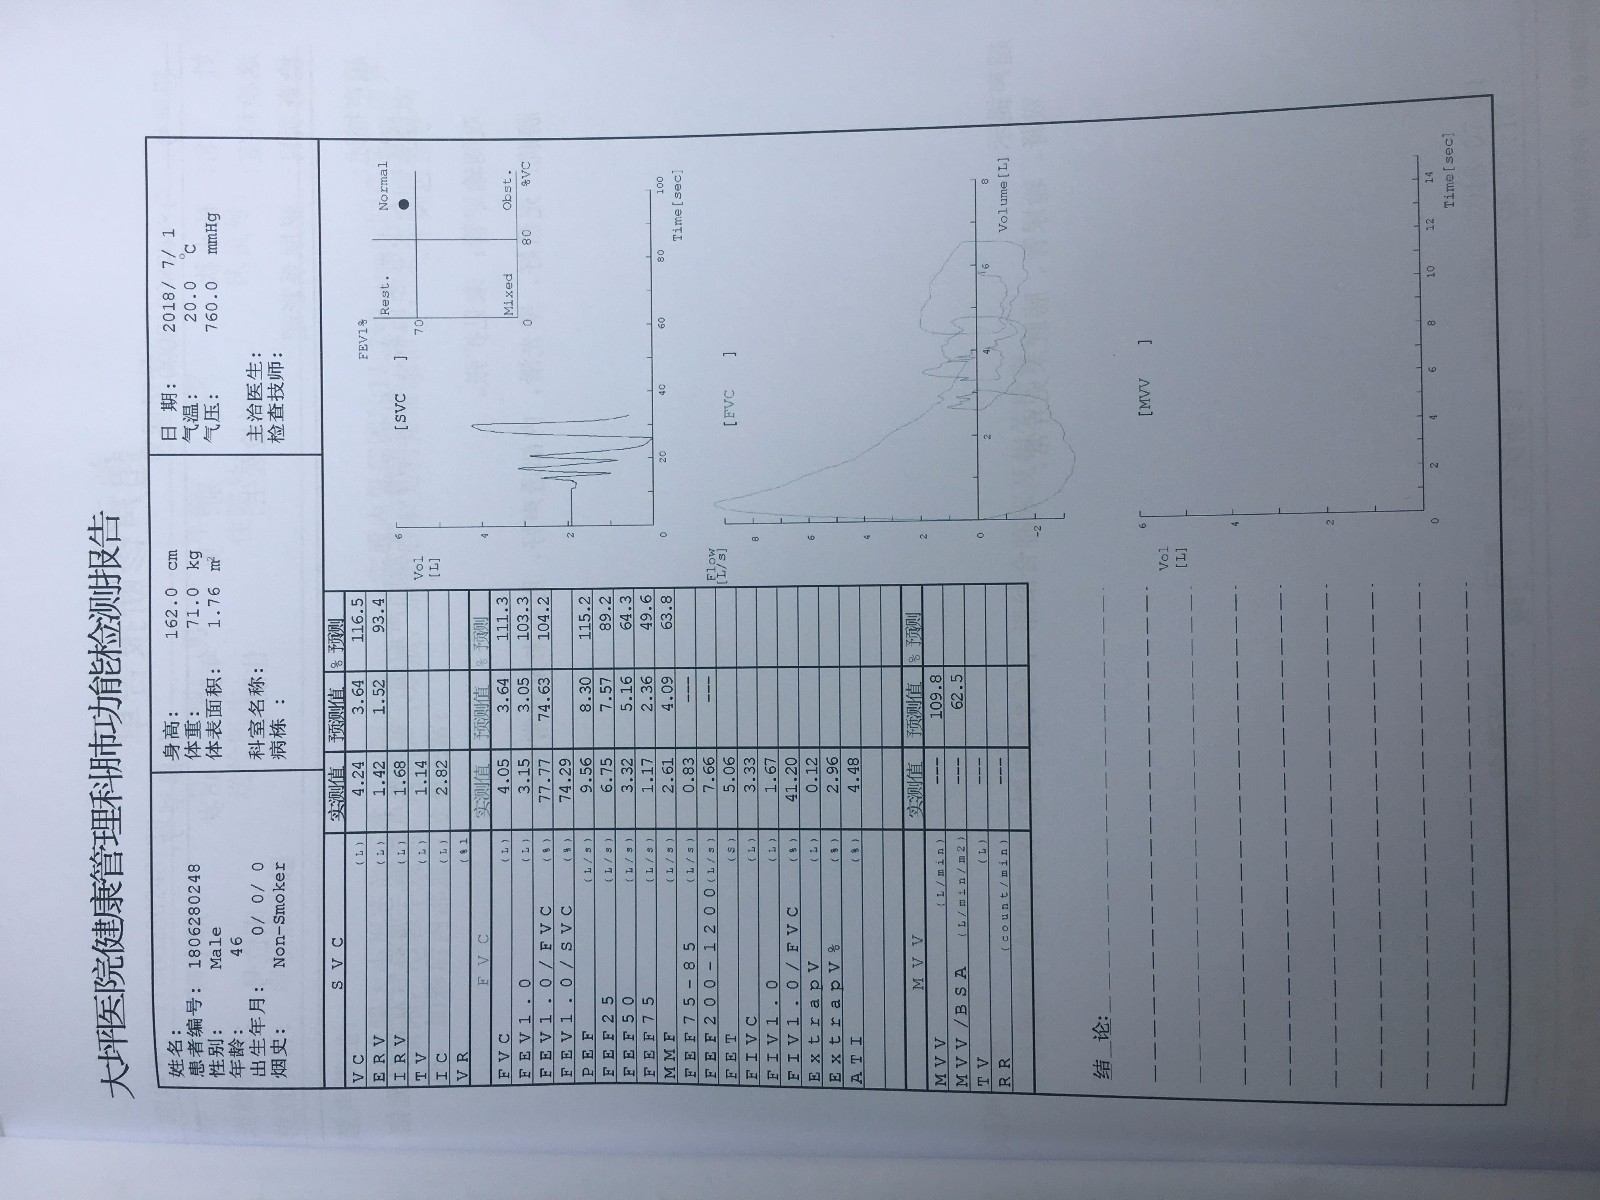 大坪医院健康管理科肺功能检测报告
姓名:
患者编号: 1806280248
性别: Male
年龄: 46
出生年月: 0/ 0/ 0
烟史: Non-Smoker
身高: 162.0 cm
体重: 71.0 kg
体表面积: 1.76 m²
科室名称:
病栋 :
日 期: 2018/ 7/ 1
气温: 20.0 °C
气压: 760.0 mmHg
主治医生:
检查技师:
SVC 实测值 预测值 % 预测
VC (L) 4.24 3.64 116.5
ERV (L) 1.42 1.52 93.4
IRV (L) 1.68
TV (L) 1.14
IC (L) 2.82
VR (%)
FVC 实测值 预测值 % 预测
FVC (L) 4.05 3.64 111.3
FEV1.0 (L) 3.15 3.05 103.3
FEV1.0/FVC (%) 77.77 74.63 104.2
FEV1.0/SVC (%) 74.29
PEF (L/s) 9.56 8.30 115.2
FEF25 (L/s) 6.75 7.57 89.2
FEF50 (L/s) 3.32 5.16 64.3
FEF75 (L/s) 1.17 2.36 49.6
MMF (L/s) 2.61 4.09 63.8
FEF75-85 (L/s) 0.83 ---
FEF200-1200(L/s) 7.66 ---
FET (S) 5.06
FIVC (L) 3.33
FIV1.0 (L) 1.67
FIV1.0/FVC (%) 41.20
ExtrapV (L) 0.12
ExtrapV% (%) 2.96
ATI (%) 4.48
MVV 实测值 预测值 % 预测
MVV (L/min) --- 109.8
MVV/BSA (L/min/m2) --- 62.5
TV (L) ---
RR (count/min) ---
结 论:
FEV1%
Rest. Normal
70
Mixed Obst.
0 80 %VC
[SVC ]
Vol
[L]
6
4
2
0 20 40 60 80 100
Time[sec]
[FVC ]
Flow
[L/s]
8
6
4
2
0 2 4 6 8
Volume[L]
-2
[MVV ]
Vol
[L]
6
4
2
0 2 4 6 8 10 12 14
Time[sec]